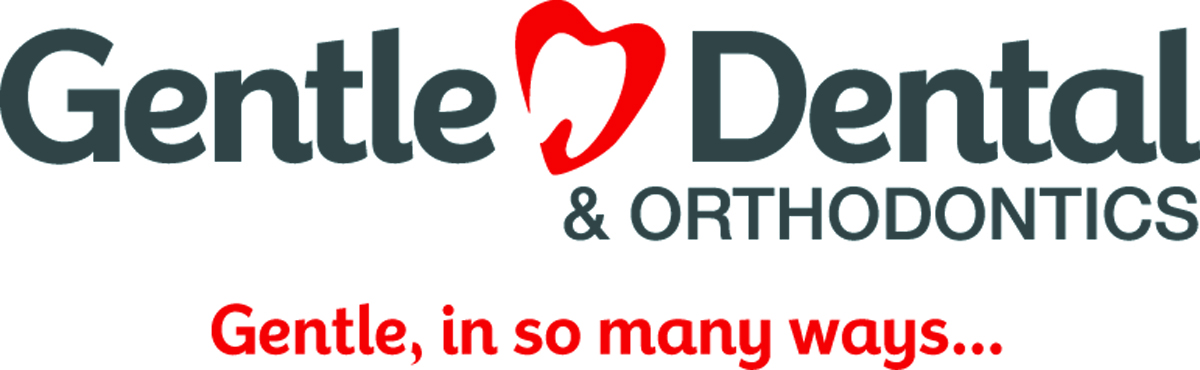 Gentle Dental
& ORTHODONTICS
Gentle, in so many ways...